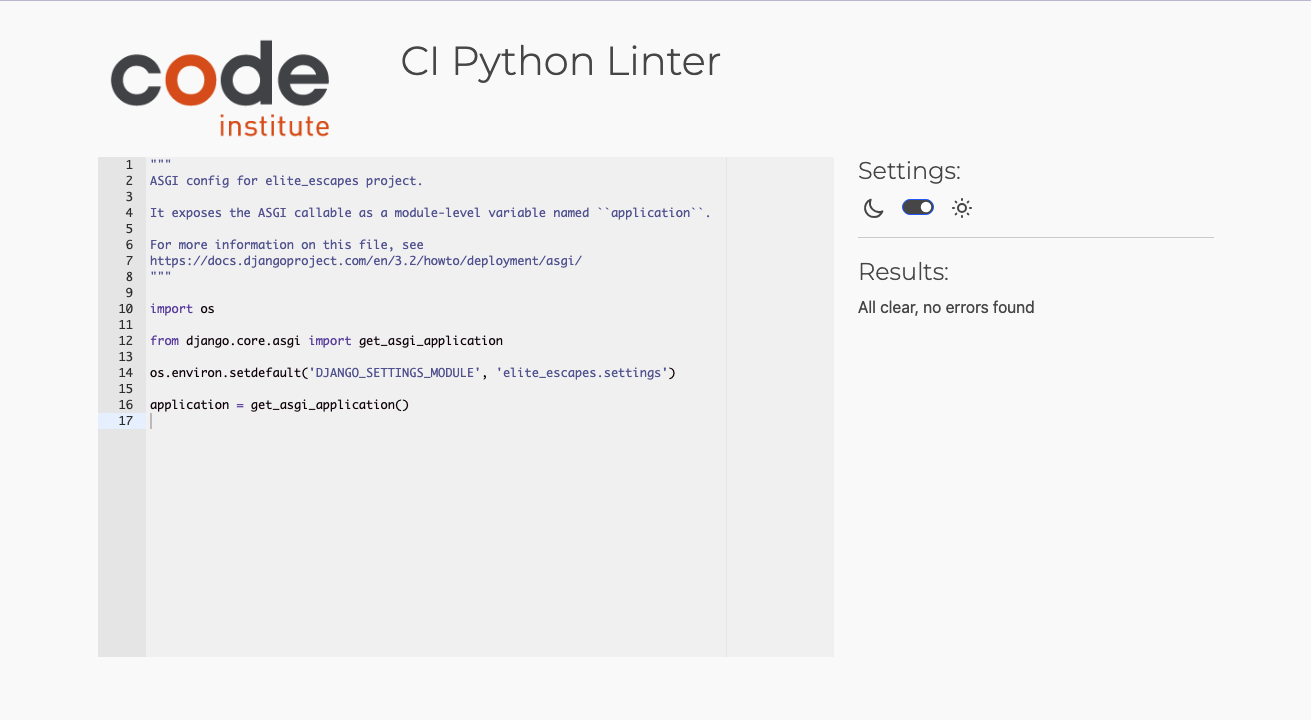 code
institute
CI Python Linter
1 """
2 ASGI config for elite_escapes project.
3
4 It exposes the ASGI callable as a module-level variable named ``application``.
5
6 For more information on this file, see
7 https://docs.djangoproject.com/en/3.2/howto/deployment/asgi/
8 """
9
10 import os
11
12 from django.core.asgi import get_asgi_application
13
14 os.environ.setdefault('DJANGO_SETTINGS_MODULE', 'elite_escapes.settings')
15
16 application = get_asgi_application()
17
Settings:
Results:
All clear, no errors found